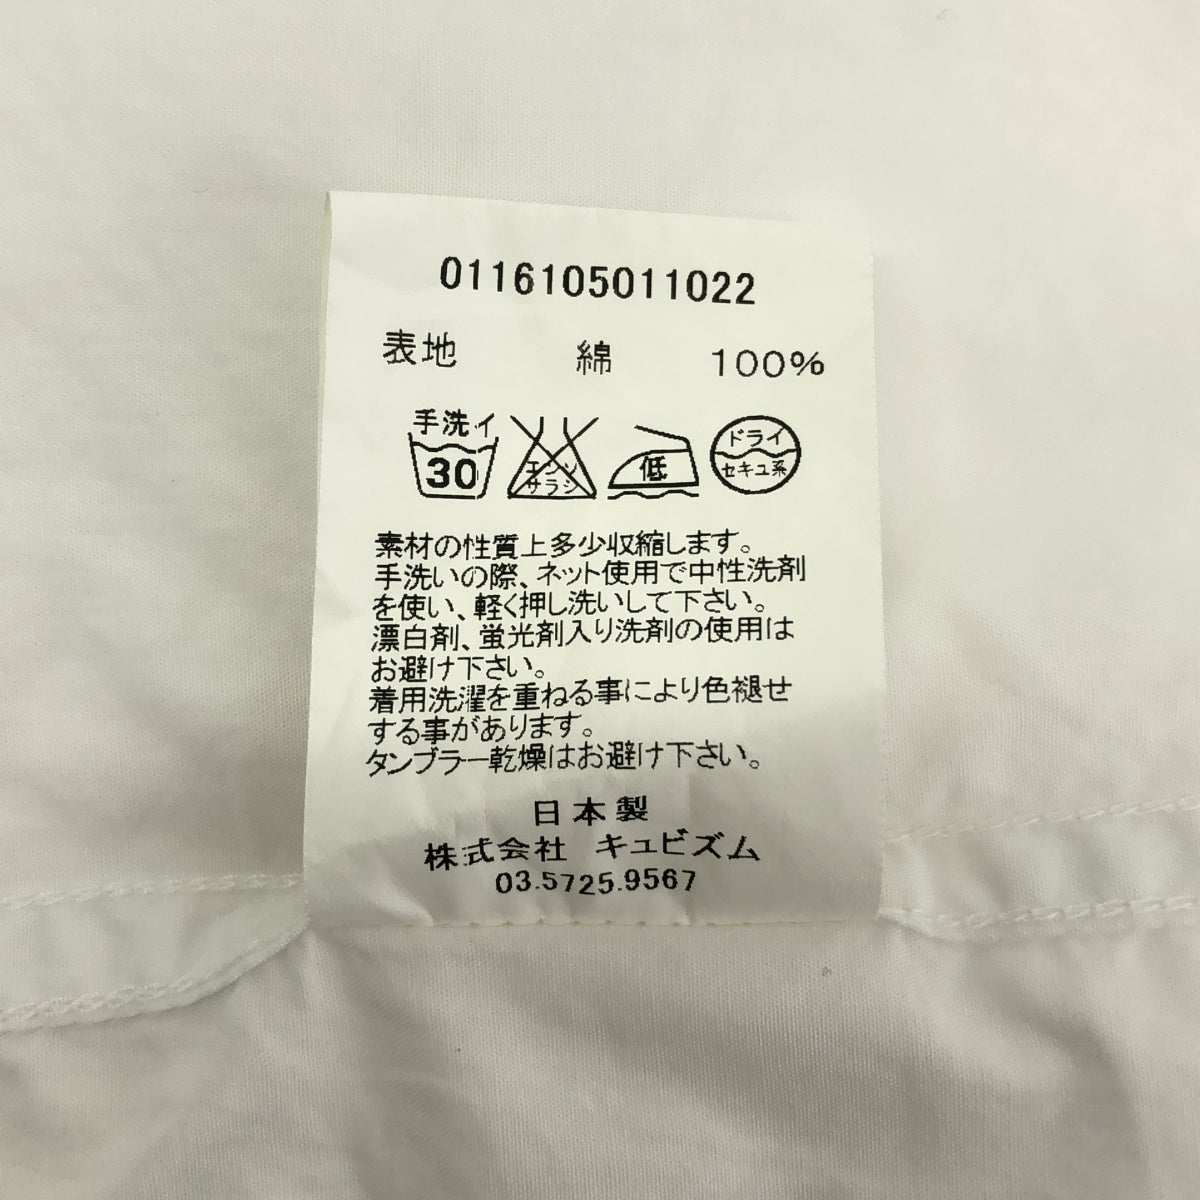 0116105011022
表地 綿 100%
手洗イ
30
エンソ
サラシ
低
ドライ
セキユ系
素材の性質上多少収縮します。
手洗いの際、ネット使用で中性洗剤
を使い、軽く押し洗いして下さい。
漂白剤、蛍光剤入り洗剤の使用は
お避け下さい。
着用洗濯を重ねる事により色褪せ
する事があります。
タンブラー乾燥はお避け下さい。
日本製
株式会社 キュビズム
03.5725.9567